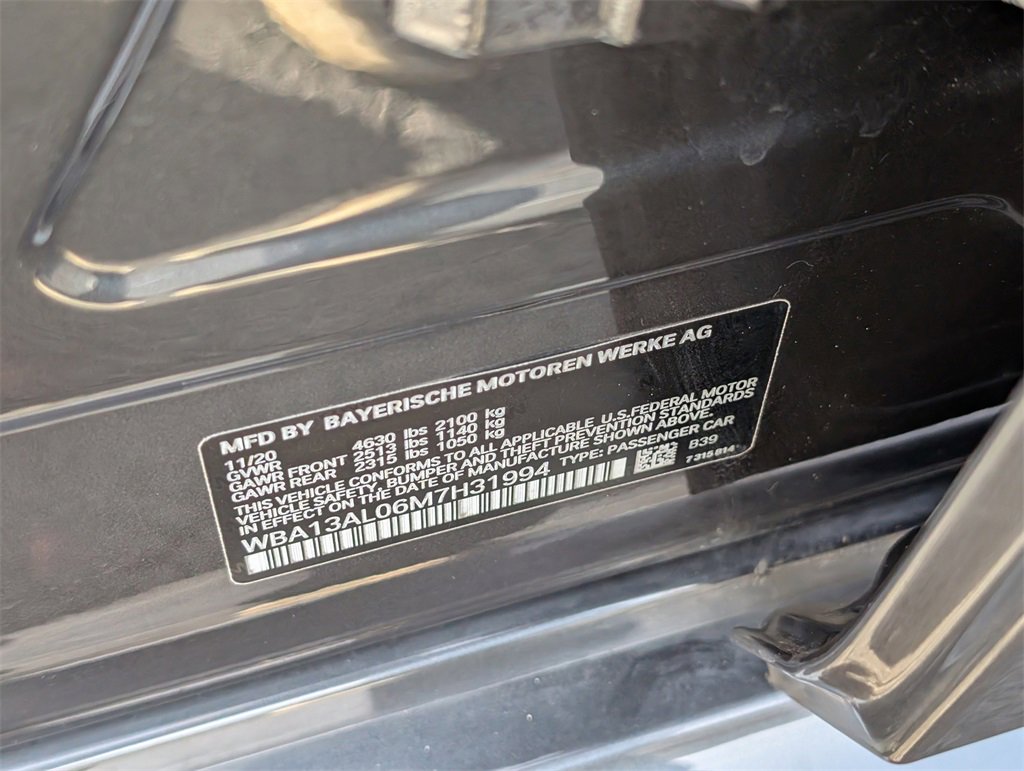 MFD BY BAYERISCHE MOTOREN WERKE AG
11/20
GVWR 4630 lbs 2100 kg
GAWR FRONT 2513 lbs 1140 kg
GAWR REAR 2315 lbs 1050 kg
THIS VEHICLE CONFORMS TO ALL APPLICABLE U.S.FEDERAL MOTOR
VEHICLE SAFETY, BUMPER AND THEFT PREVENTION STANDARDS
IN EFFECT ON THE DATE OF MANUFACTURE SHOWN ABOVE.
WBA13AL06M7H31994 TYPE: PASSENGER CAR
B39
7 315 814